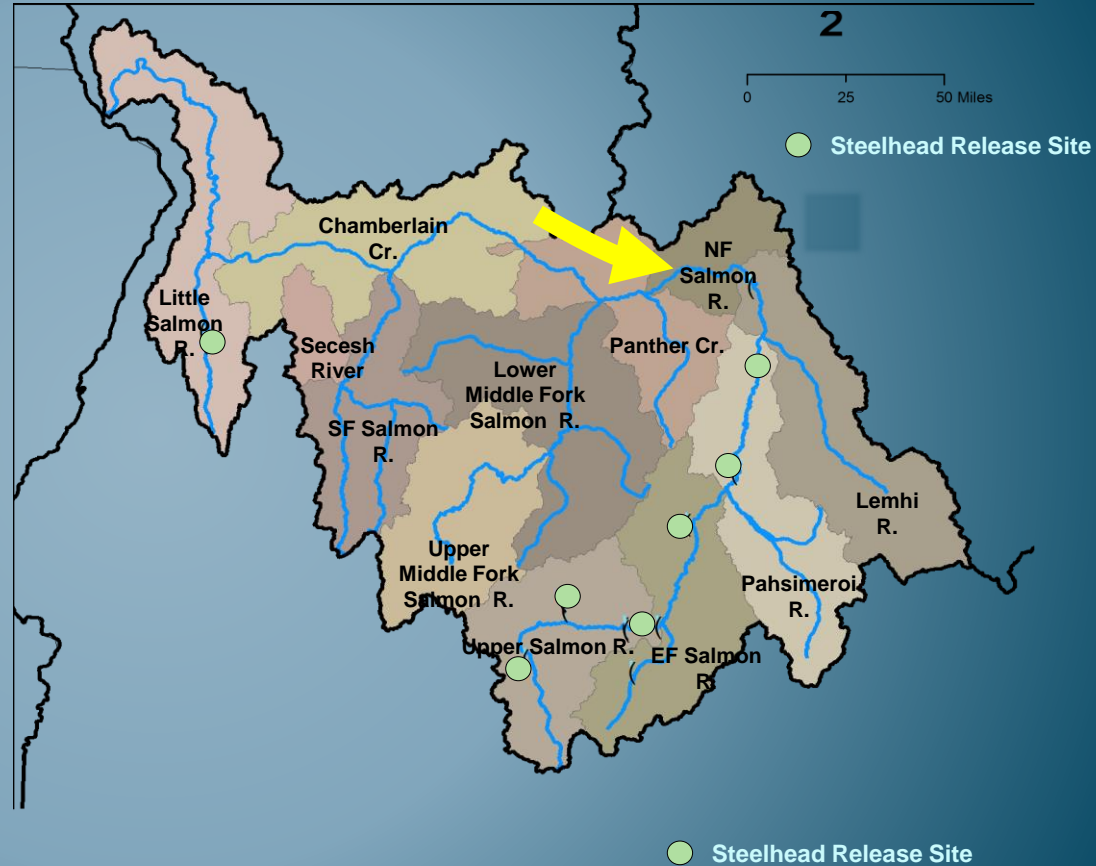 2
0 25 50 Miles
Steelhead Release Site
Chamberlain
Cr.
NF
Salmon
R.
Little
Salmon
R.
Secesh
River
Panther Cr.
Lower
Middle Fork
Salmon R.
SF Salmon
R.
Lemhi
R.
Upper
Middle Fork
Salmon R.
Pahsimeroi
R.
Upper Salmon R.
EF Salmon
R.
Steelhead Release Site